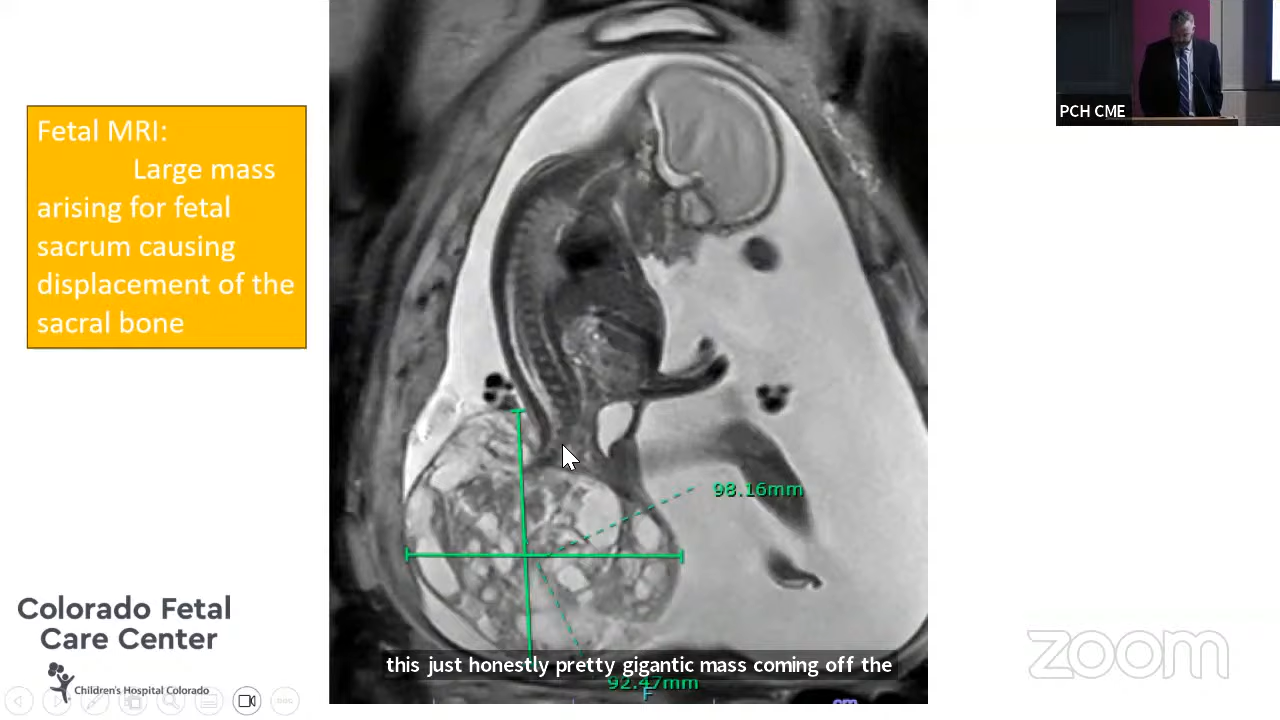 Fetal MRI:
Large mass
arising for fetal
sacrum causing
displacement of the
sacral bone
PCH CME
98.16mm
this just honestly pretty gigantic mass coming off the
92.47mm
F
cm
Colorado Fetal
Care Center
Children's Hospital Colorado
zoom